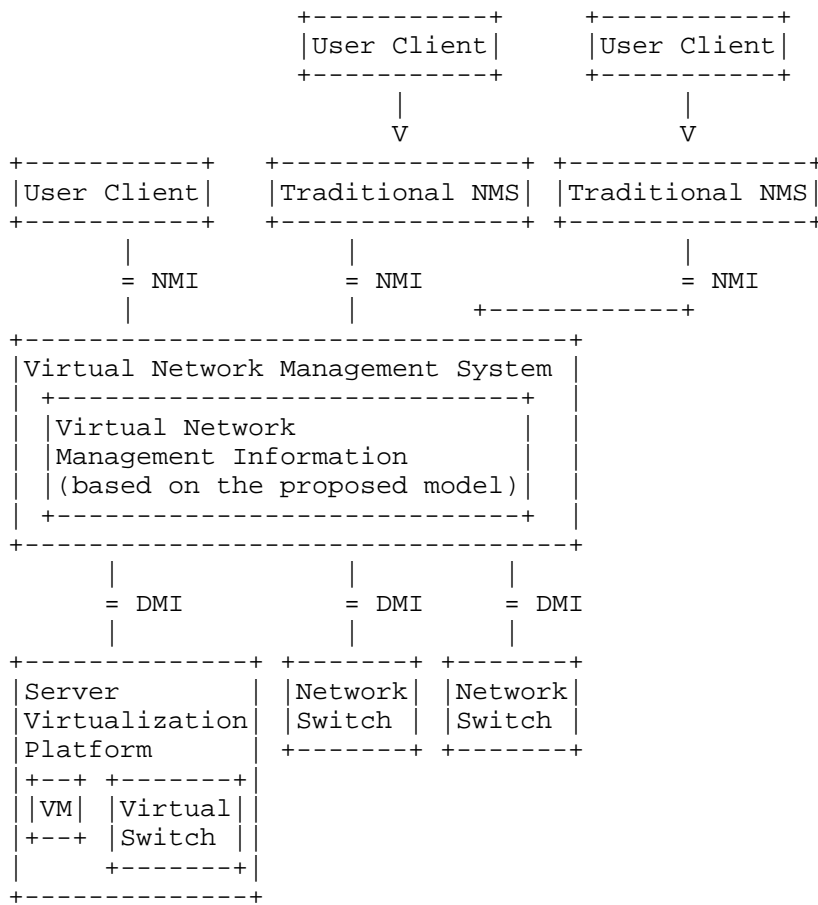 User Client User Client
V V
User Client Traditional NMS Traditional NMS
= NMI = NMI = NMI
Virtual Network Management System
Virtual Network
Management Information
(based on the proposed model)
= DMI = DMI = DMI
Server Network Network
Virtualization Switch Switch
Platform
VM Virtual
Switch